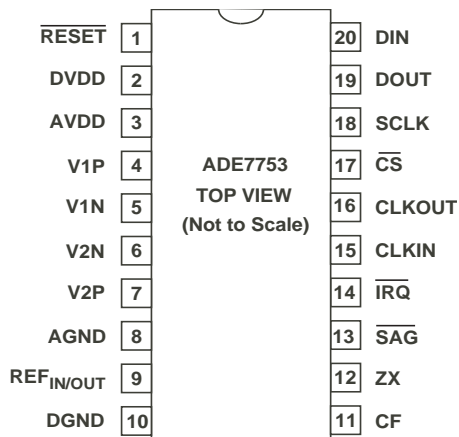 RESET 1
DVDD 2
AVDD 3
V1P 4
V1N 5
V2N 6
V2P 7
AGND 8
REFIN/OUT 9
DGND 10
ADE7753
TOP VIEW
(Not to Scale)
20 DIN
19 DOUT
18 SCLK
17 CS
16 CLKOUT
15 CLKIN
14 IRQ
13 SAG
12 ZX
11 CF